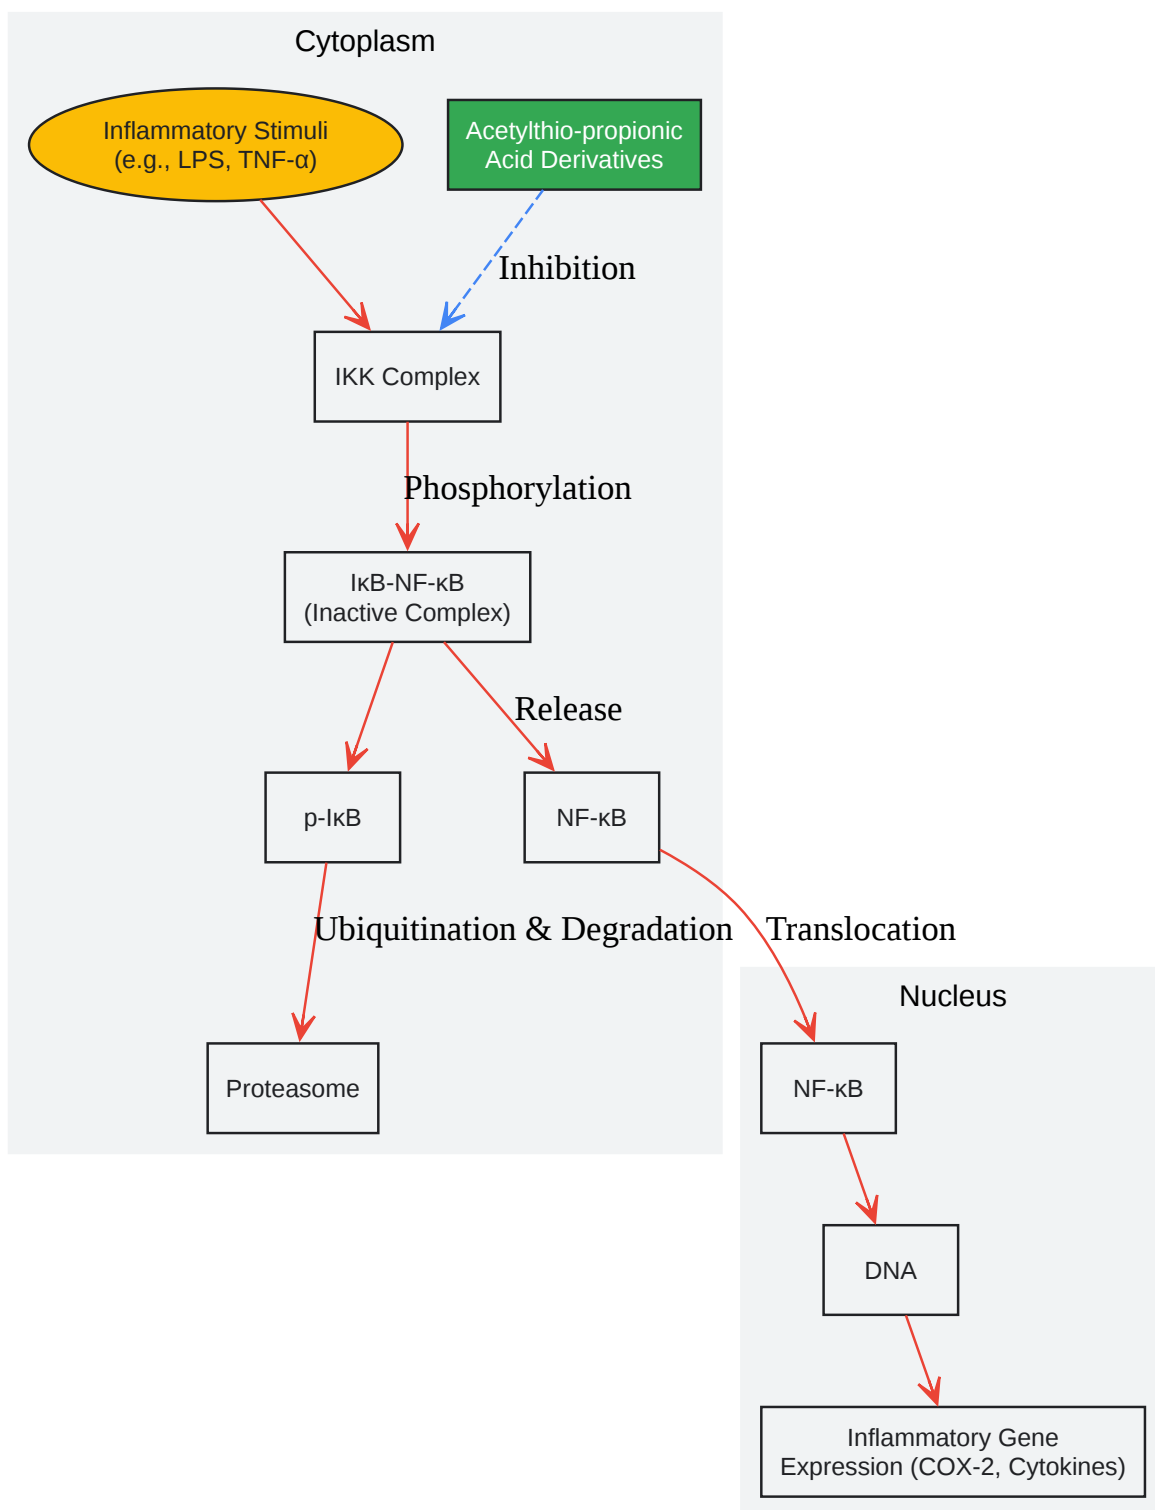 Cytoplasm
Inflammatory Stimuli
(e.g., LPS, TNF-α)
Acetylthio-propionic
Acid Derivatives
Inhibition
IKK Complex
Phosphorylation
IκB-NF-κB
(Inactive Complex)
Release
p-IκB
NF-κB
Ubiquitination & Degradation
Translocation
Nucleus
Proteasome
NF-κB
DNA
Inflammatory Gene
Expression (COX-2, Cytokines)